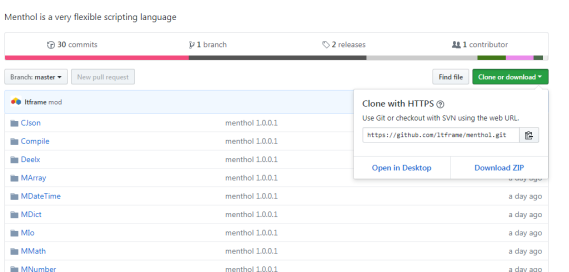 Menthol is a very flexible scripting language
30 commits 1 branch 2 releases 1 contributor
Branch: master New pull request Find file Clone or download
ltframe mod
Clone with HTTPS
Use Git or checkout with SVN using the web URL.
https://github.com/ltframe/menthol.git
Open in Desktop Download ZIP
CJson menthol 1.0.0.1
Compile menthol 1.0.0.1
Deelx menthol 1.0.0.1
MArray menthol 1.0.0.1 a day ago
MDateTime menthol 1.0.0.1 a day ago
MDict menthol 1.0.0.1 a day ago
MIo menthol 1.0.0.1 a day ago
MMath menthol 1.0.0.1 a day ago
MNumber menthol 1.0.0.1 a day ago